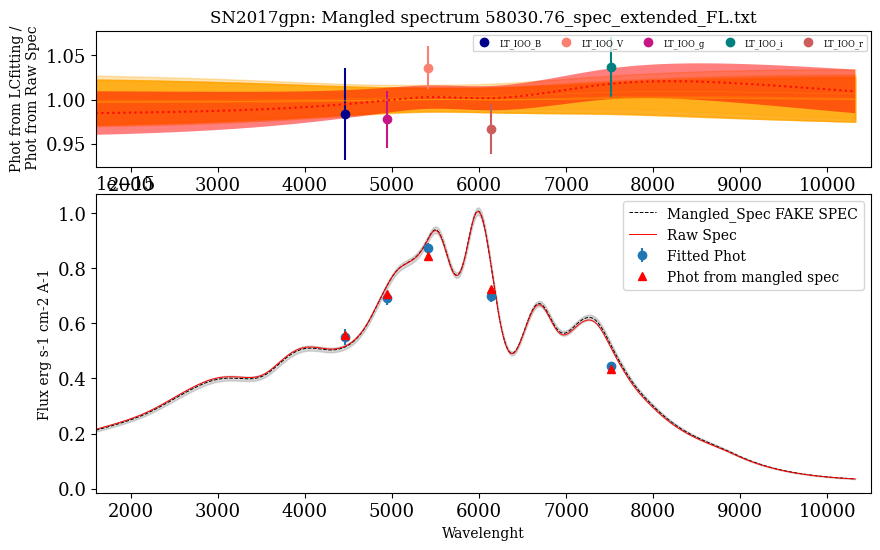 SN2017gpn: Mangled spectrum 58030.76_spec_extended_FL.txt
Phot from LCfitting /
Phot from Raw Spec
1.05
1.00
0.95
LT_IOO_B
LT_IOO_V
LT_IOO_g
LT_IOO_i
LT_IOO_r
2000 3000 4000 5000 6000 7000 8000 9000 10000
1e−15
Flux erg s-1 cm-2 A-1
1.0
0.8
0.6
0.4
0.2
0.0
Mangled_Spec FAKE SPEC
Raw Spec
Fitted Phot
Phot from mangled spec
2000 3000 4000 5000 6000 7000 8000 9000 10000
Wavelenght